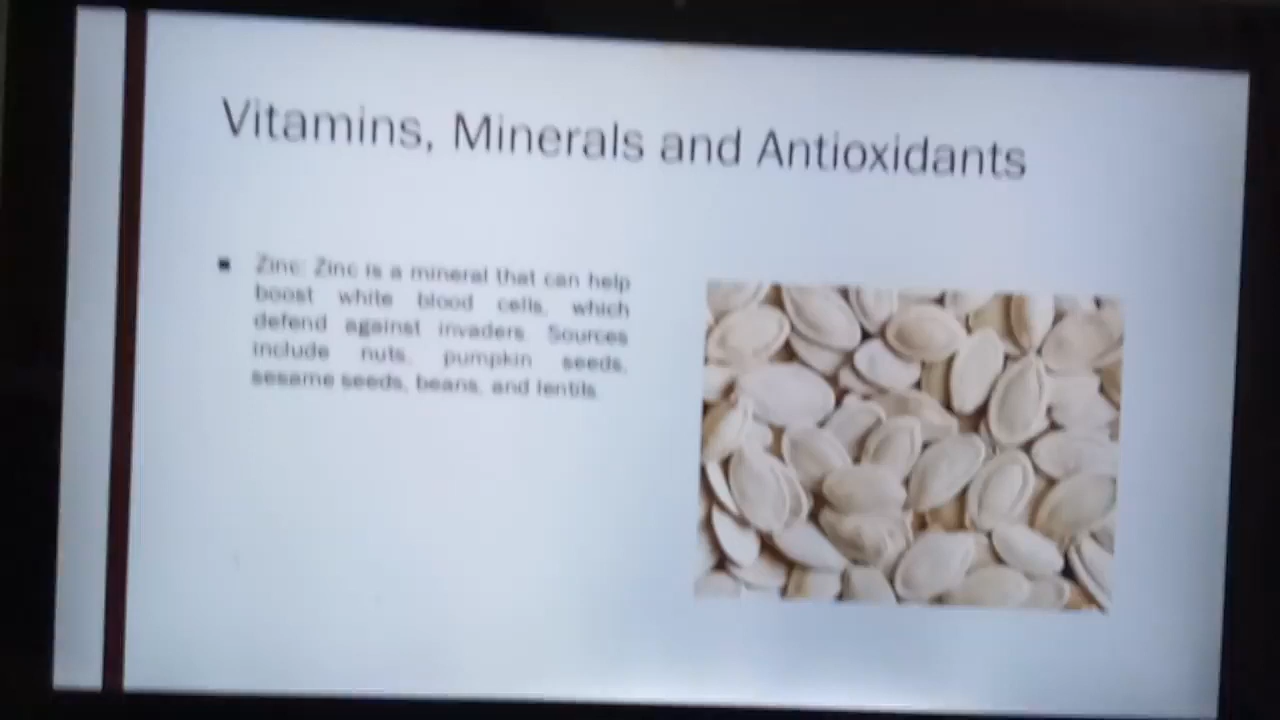 Vitamins, Minerals and Antioxidants
▪ Zinc: Zinc is a mineral that can help
boost white blood cells, which
defend against invaders. Sources
include nuts, pumpkin seeds,
sesame seeds, beans, and lentils.